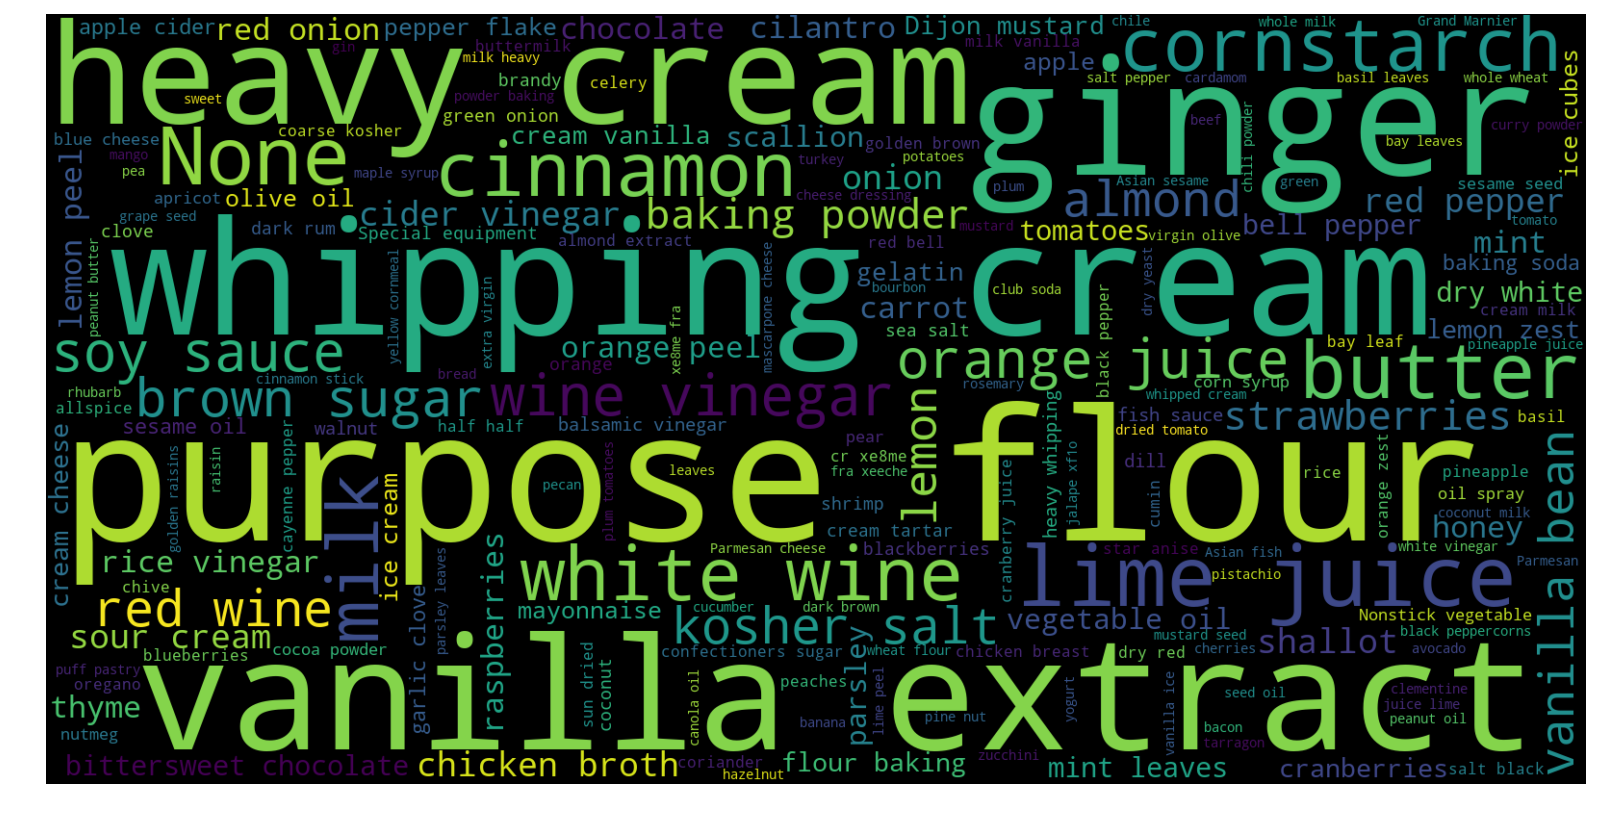 apple cider
red onion
pepper flake
chocolate
cilantro
Dijon mustard
chile
whole milk
Grand Marnier
gin
buttermilk
milk heavy
milk vanilla
apple
cornstarch
heavy cream
brandy
celery
salt pepper
cardamom
basil leaves
whole wheat
ice cubes
sweet
powder baking
green onion
ginger
beef
chili powder
curry powder
blue cheese
coarse kosher
cream vanilla
scallion
golden brown
bay leaves
mango
None
maple syrup
cinnamon
turkey
potatoes
onion
pea
lemon peel
apricot
olive oil
cheese dressing
plum
Asian sesame
green
sesame seed
almond
red pepper
grape seed
cider vinegar
baking powder
mustard
tomatoes
virgin olive
bell pepper
tomato
clove
dark rum
Special equipment
almond extract
red bell
mint
peanut butter
whipping cream
yellow cornmeal
extra virgin
xe8me fra
mascarpone cheese
gelatin
bourbon
club soda
dry yeast
baking soda
dry white
carrot
black pepper
cream milk
sea salt
lemon zest
soy sauce
orange peel
orange juice
bay leaf
pineapple juice
butter
rhubarb
cinnamon stick
bread
orange
rosemary
whipped cream
corn syrup
allspice
brown sugar
wine vinegar
lemon
heavy whipping
fish sauce
strawberries
basil
sesame oil
walnut
half half
balsamic vinegar
dried tomato
cream cheese
purpose flour
golden raisins
raisin
cayenne pepper
pear
cr xe8me
fra xeeche
leaves
pecan
plum tomatoes
dill
rice
orange zest
pineapple
vanilla bean
milk
ice cream
shrimp
cranberry juice
jalape xf1o
cumin
oil spray
coconut milk
honey
cream tartar
rice vinegar
raspberries
Parmesan cheese
blackberries
star anise
Asian fish
white vinegar
Parmesan
chive
parsley leaves
white wine
lime juice
pistachio
red wine
garlic clove
mayonnaise
cucumber
dark brown
kosher salt
vegetable oil
Nonstick vegetable
sour cream
parsley
mustard seed
black peppercorns
blueberries
cocoa powder
confectioners sugar
wheat flour
chicken breast
dry red
cherries
shallot
avocado
puff pastry
oregano
vanilla extract
sun dried
coconut
canola oil
peaches
lime peel
yogurt
vanilla ice
seed oil
clementine
juice lime
thyme
banana
pine nut
bacon
peanut oil
nutmeg
tarragon
bittersweet chocolate
chicken broth
coriander
hazelnut
flour baking
zucchini
mint leaves
cranberries
salt black